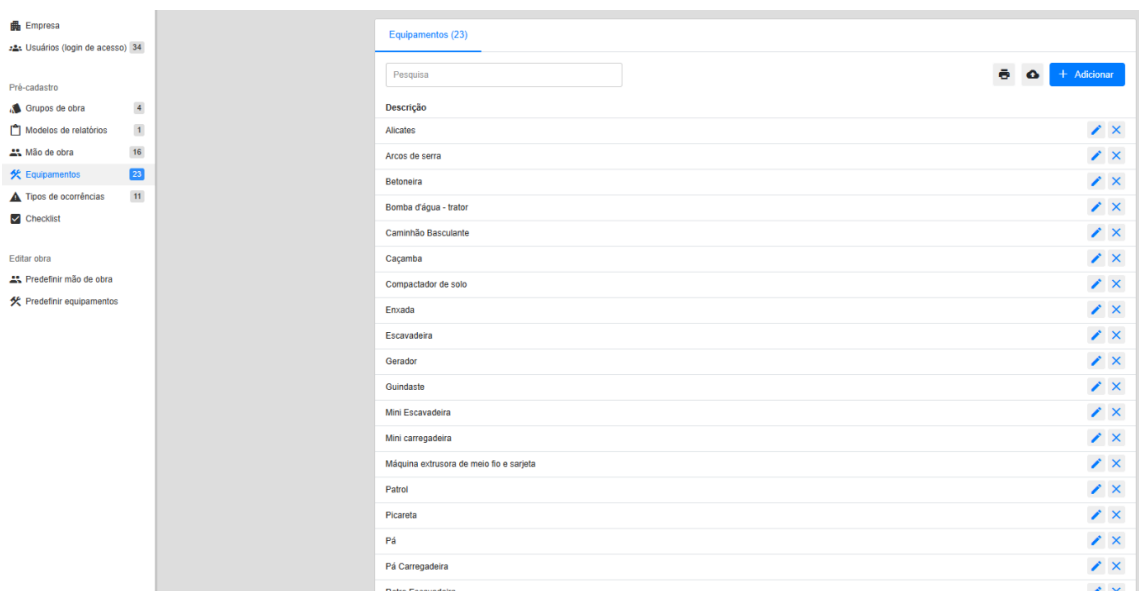 Empresa
Usuários (login de acesso) 34
Pré-cadastro
Grupos de obra 4
Modelos de relatórios 1
Mão de obra 16
Equipamentos 23
Tipos de ocorrências 11
Checklist
Editar obra
Predefinir mão de obra
Predefinir equipamentos
Equipamentos (23)
Pesquisa
+ Adicionar
Descrição
Alicates
Arcos de serra
Betoneira
Bomba d'água - trator
Caminhão Basculante
Caçamba
Compactador de solo
Enxada
Escavadeira
Gerador
Guindaste
Mini Escavadeira
Mini carregadeira
Máquina extrusora de meio fio e sarjeta
Patrol
Picareta
Pá
Pá Carregadeira